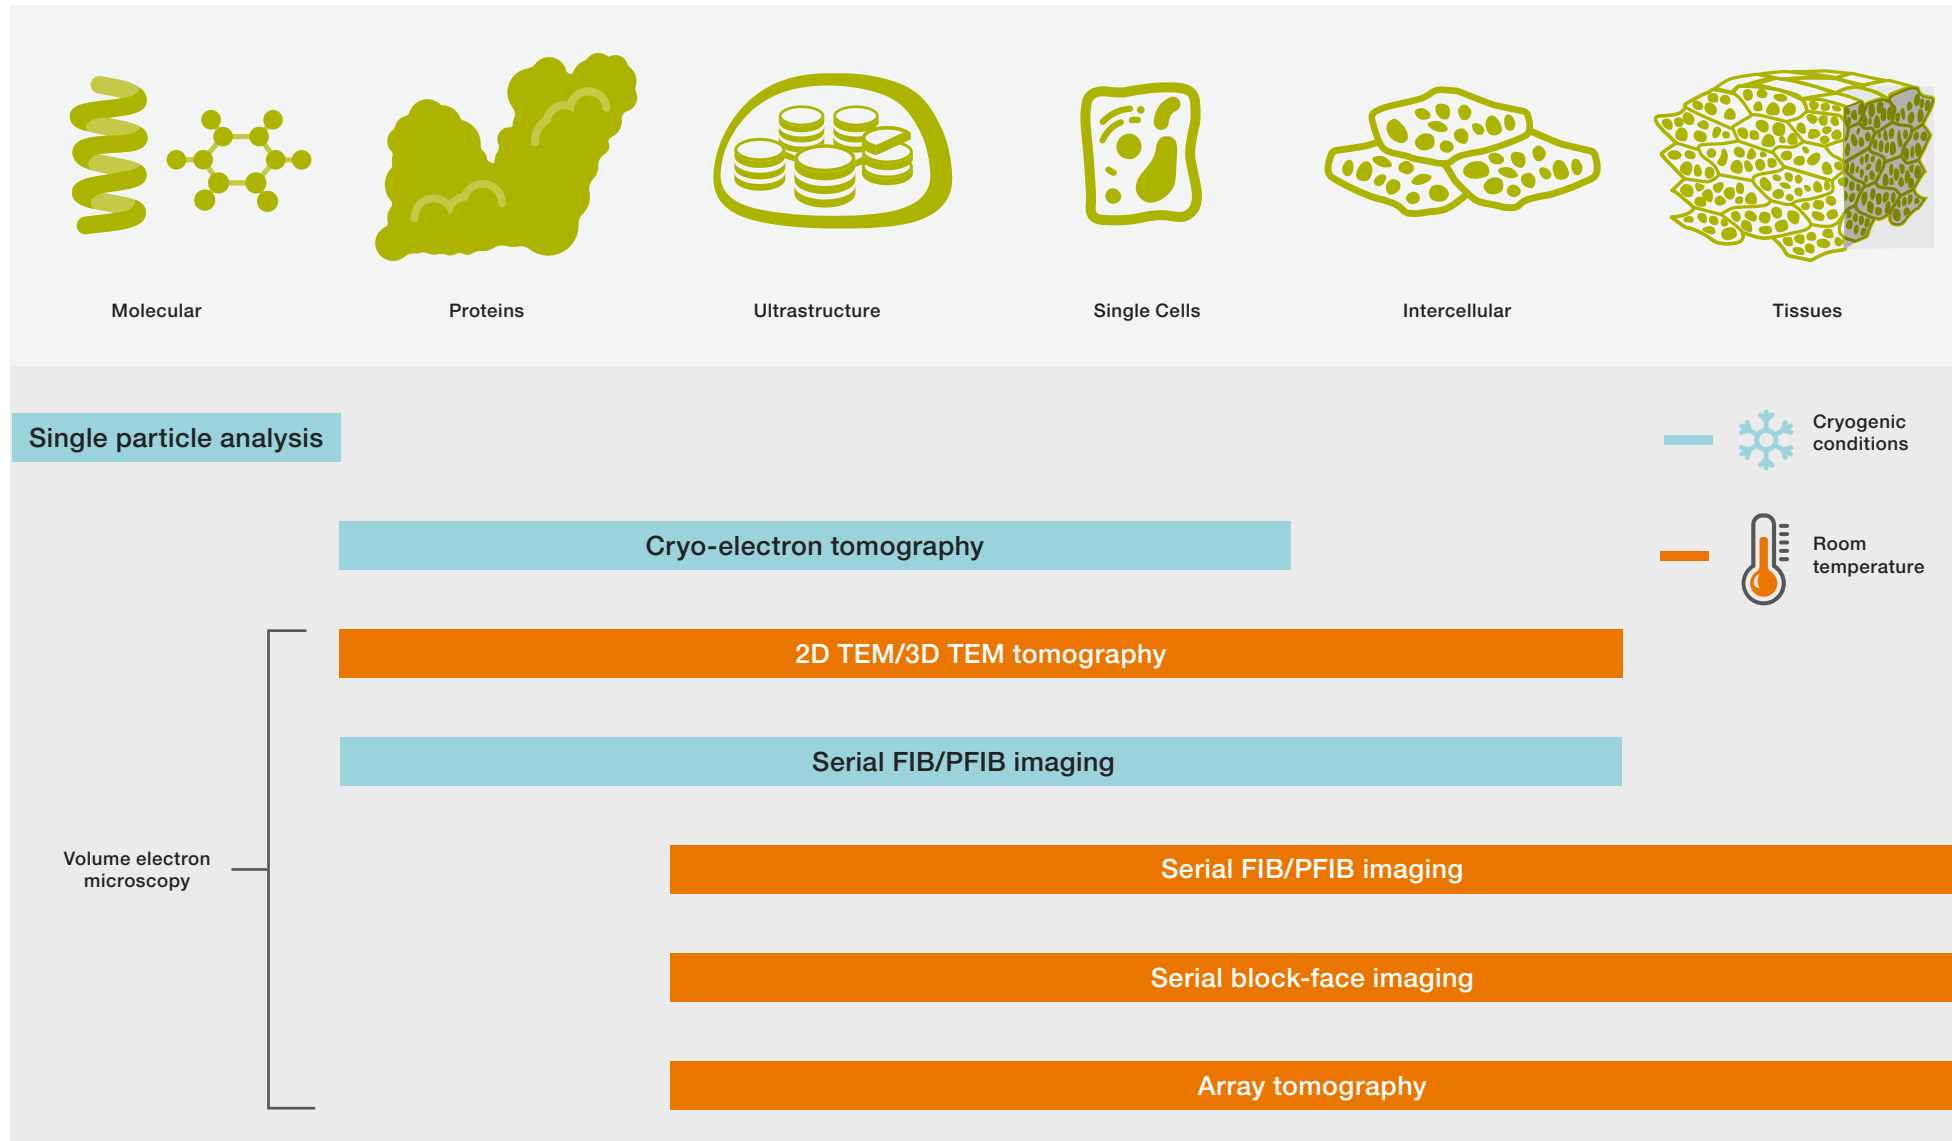 Molecular
Proteins
Ultrastructure
Single Cells
Intercellular
Tissues
Single particle analysis
Cryogenic
conditions
Cryo-electron tomography
Room
temperature
2D TEM/3D TEM tomography
Serial FIB/PFIB imaging
Volume electron
microscopy
Serial FIB/PFIB imaging
Serial block-face imaging
Array tomography